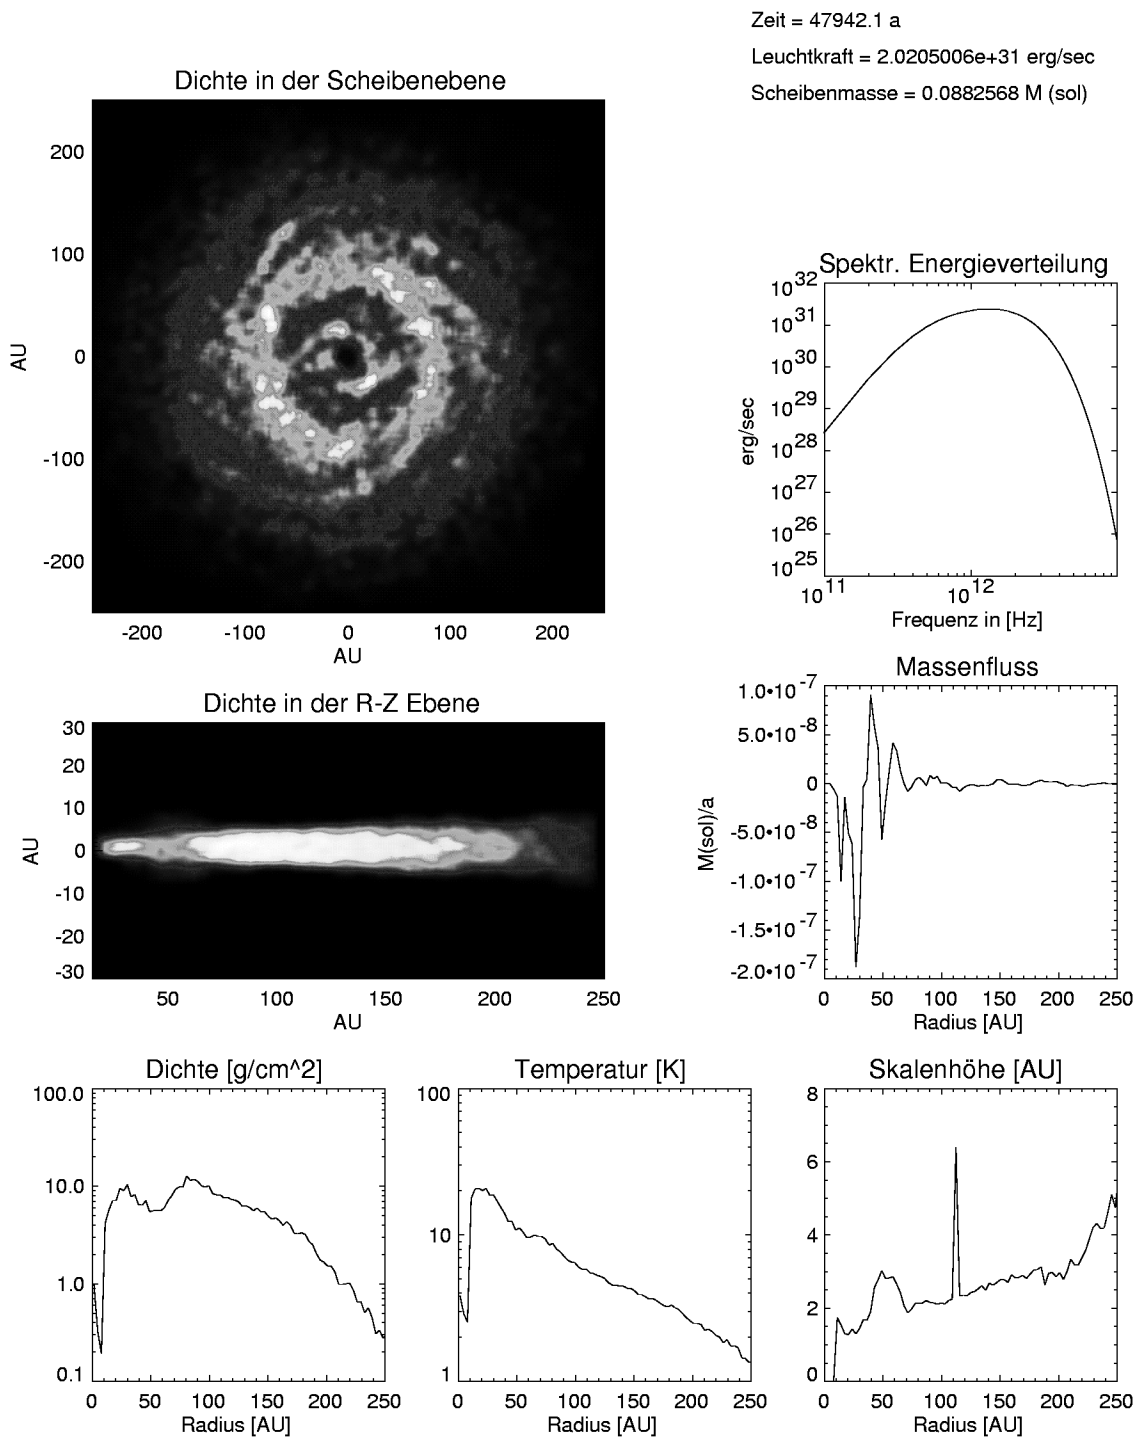 Zeit = 47942.1 a
Leuchtkraft = 2.0205006e+31 erg/sec
Scheibenmasse = 0.0882568 M (sol)
Dichte in der Scheibenebene
AU
200
100
0
-100
-200
-200 -100 0 100 200
AU
Spektr. Energieverteilung
erg/sec
10^32
10^31
10^30
10^29
10^28
10^27
10^26
10^25
10^11 10^12
Frequenz in [Hz]
Dichte in der R-Z Ebene
AU
30
20
10
0
-10
-20
-30
50 100 150 200 250
AU
Massenfluss
M(sol)/a
1.0•10^-7
5.0•10^-8
0
-5.0•10^-8
-1.0•10^-7
-1.5•10^-7
-2.0•10^-7
0 50 100 150 200 250
Radius [AU]
Dichte [g/cm^2]
100.0
10.0
1.0
0.1
0 50 100 150 200 250
Radius [AU]
Temperatur [K]
100
10
1
0 50 100 150 200 250
Radius [AU]
Skalenhöhe [AU]
8
6
4
2
0
0 50 100 150 200 250
Radius [AU]